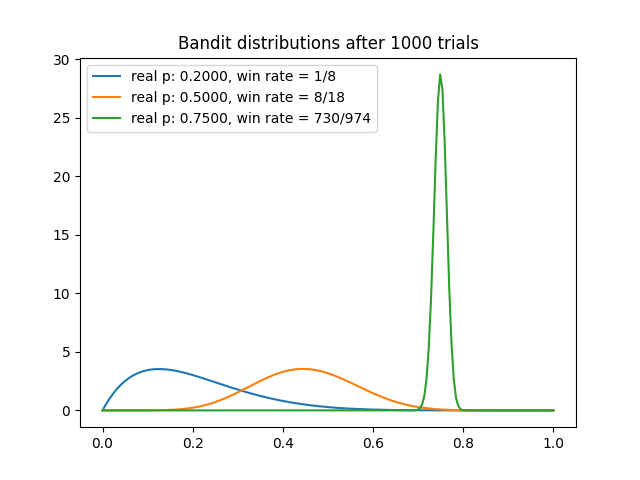 Bandit distributions after 1000 trials
real p: 0.2000, win rate = 1/8
real p: 0.5000, win rate = 8/18
real p: 0.7500, win rate = 730/974
30
25
20
15
10
5
0
0.0 0.2 0.4 0.6 0.8 1.0